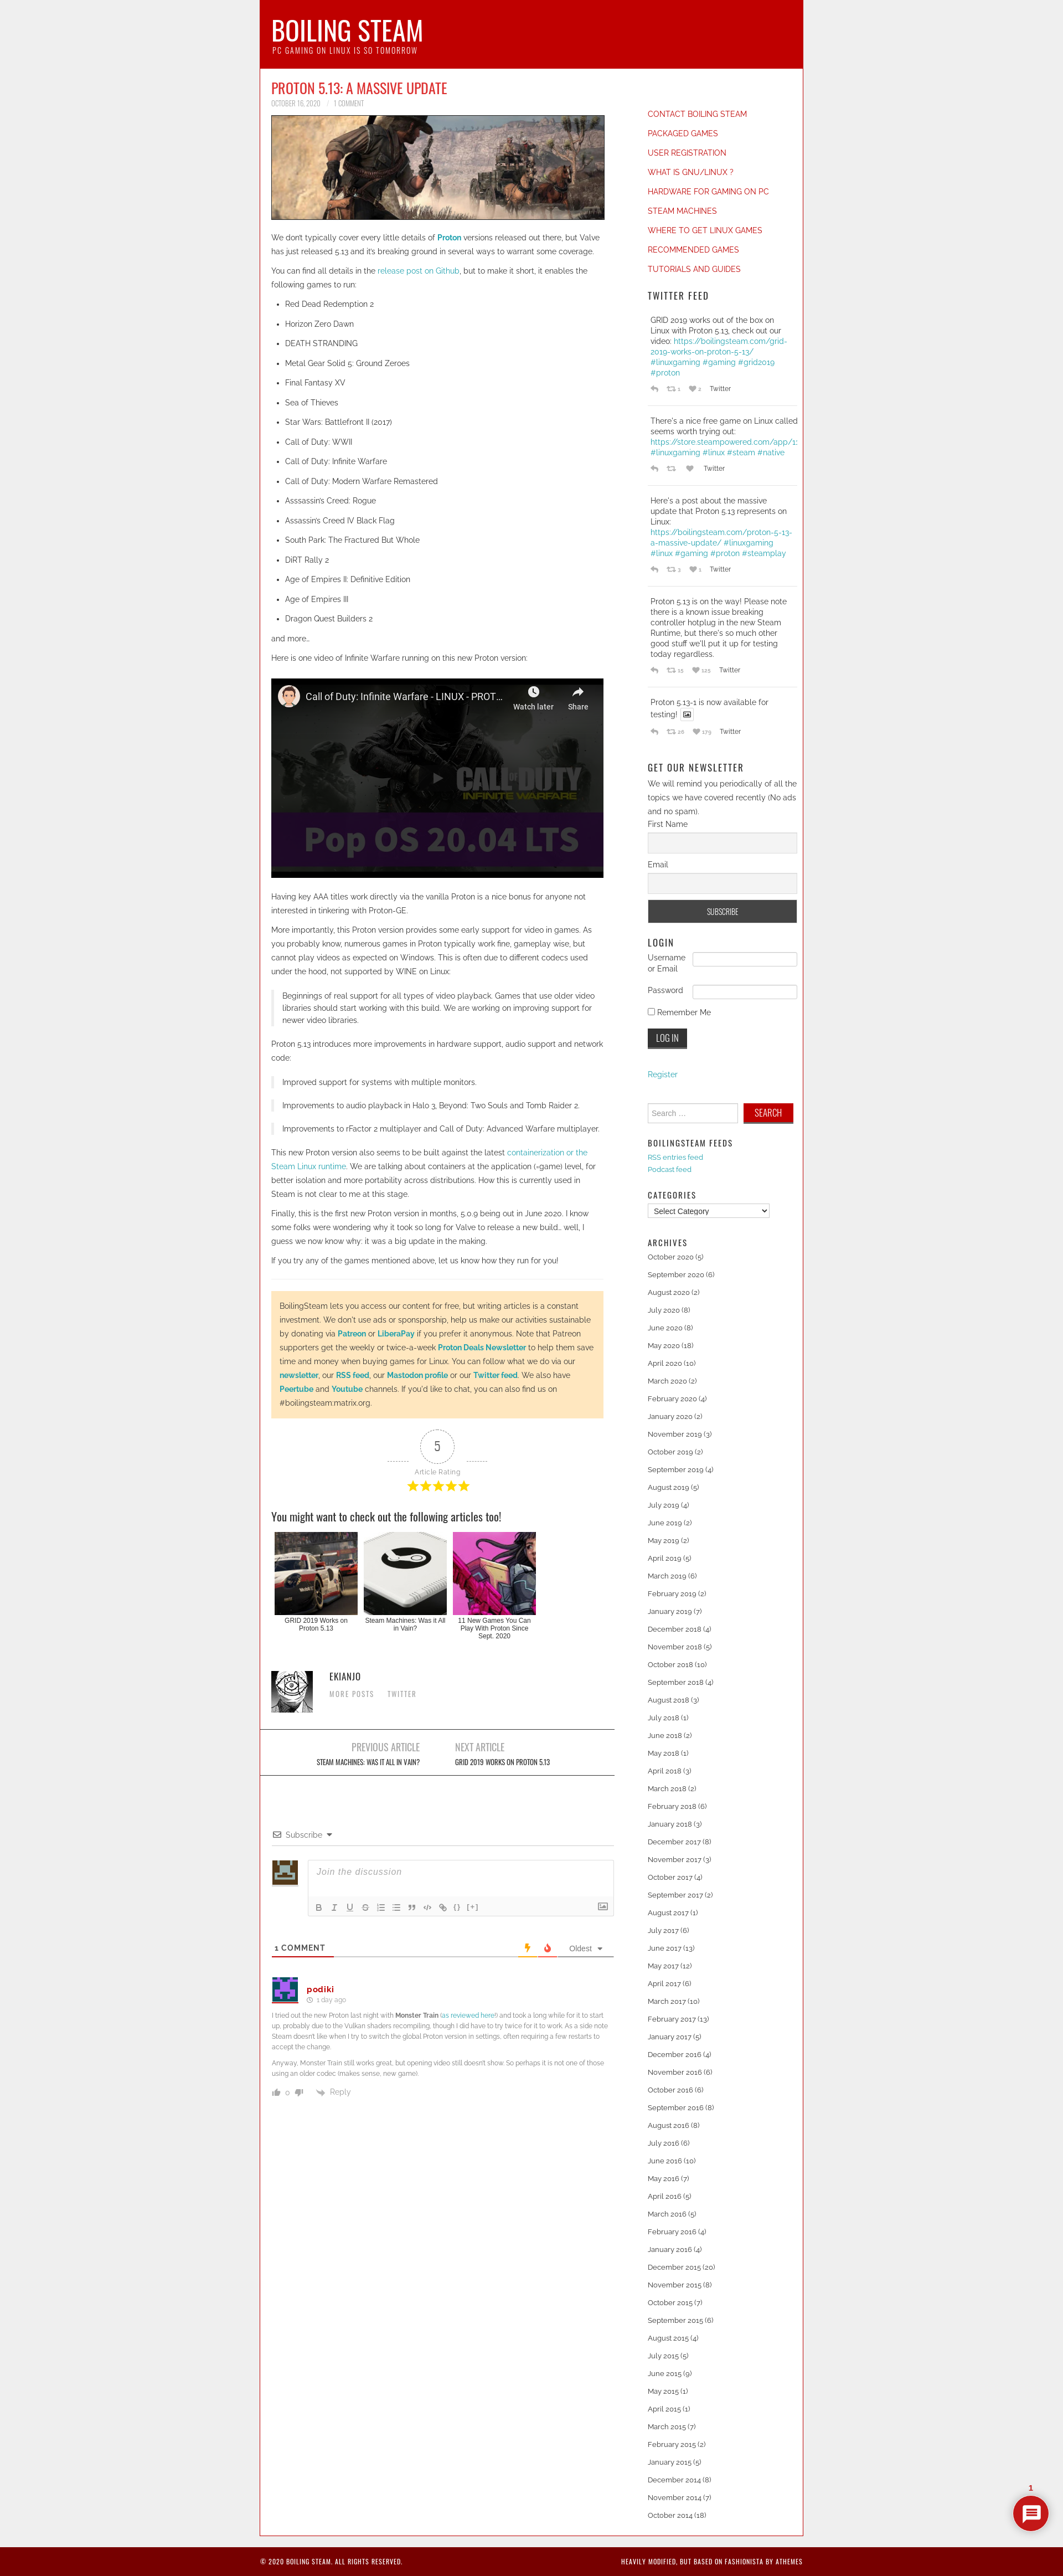 BOILING STEAM
PC GAMING ON LINUX IS SO TOMORROW
PROTON 5.13: A MASSIVE UPDATE
OCTOBER 16, 2020 / 1 COMMENT
We don't typically cover every little details of Proton versions released out there, but Valve
has just released 5.13 and it's breaking ground in several ways to warrant some coverage.
You can find all details in the release post on Github, but to make it short, it enables the
following games to run:
• Red Dead Redemption 2
• Horizon Zero Dawn
• DEATH STRANDING
• Metal Gear Solid 5: Ground Zeroes
• Final Fantasy XV
• Sea of Thieves
• Star Wars: Battlefront II (2017)
• Call of Duty: WWII
• Call of Duty: Infinite Warfare
• Call of Duty: Modern Warfare Remastered
• Asssassin's Creed: Rogue
• Assassin's Creed IV Black Flag
• South Park: The Fractured But Whole
• DiRT Rally 2
• Age of Empires II: Definitive Edition
• Age of Empires III
• Dragon Quest Builders 2
and more…
Here is one video of Infinite Warfare running on this new Proton version:
Call of Duty: Infinite Warfare - LINUX - PROT...
Watch later
Share
CALL OF DUTY
INFINITE WARFARE
Pop OS 20.04 LTS
Having key AAA titles work directly via the vanilla Proton is a nice bonus for anyone not
interested in tinkering with Proton-GE.
More importantly, this Proton version provides some early support for video in games. As
you probably know, numerous games in Proton typically work fine, gameplay wise, but
cannot play videos as expected on Windows. This is often due to different codecs used
under the hood, not supported by WINE on Linux:
Beginnings of real support for all types of video playback. Games that use older video
libraries should start working with this build. We are working on improving support for
newer video libraries.
Proton 5.13 introduces more improvements in hardware support, audio support and network
code:
Improved support for systems with multiple monitors.
Improvements to audio playback in Halo 3, Beyond: Two Souls and Tomb Raider 2.
Improvements to rFactor 2 multiplayer and Call of Duty: Advanced Warfare multiplayer.
This new Proton version also seems to be built against the latest containerization or the
Steam Linux runtime. We are talking about containers at the application (=game) level, for
better isolation and more portability across distributions. How this is currently used in
Steam is not clear to me at this stage.
Finally, this is the first new Proton version in months, 5.0.9 being out in June 2020. I know
some folks were wondering why it took so long for Valve to release a new build… well, I
guess we now know why: it was a big update in the making.
If you try any of the games mentioned above, let us know how they run for you!
BoilingSteam lets you access our content for free, but writing articles is a constant
investment. We don't use ads or sponsporship, help us make our activities sustainable
by donating via Patreon or LiberaPay if you prefer it anonymous. Note that Patreon
supporters get the weekly or twice-a-week Proton Deals Newsletter to help them save
time and money when buying games for Linux. You can follow what we do via our
newsletter, our RSS feed, our Mastodon profile or our Twitter feed. We also have
Peertube and Youtube channels. If you'd like to chat, you can also find us on
#boilingsteam:matrix.org.
5
Article Rating
You might want to check out the following articles too!
GRID 2019 Works on
Proton 5.13
Steam Machines: Was it All
in Vain?
11 New Games You Can
Play With Proton Since
Sept. 2020
EKIANJO
MORE POSTS TWITTER
PREVIOUS ARTICLE
STEAM MACHINES: WAS IT ALL IN VAIN?
NEXT ARTICLE
GRID 2019 WORKS ON PROTON 5.13
Subscribe
Join the discussion
B I U S {} [+]
1 COMMENT
Oldest
podiki
1 day ago
I tried out the new Proton last night with Monster Train (as reviewed here!) and took a long while for it to start
up, probably due to the Vulkan shaders recompiling, though I did have to try twice for it to work. As a side note
Steam doesn't like when I try to switch the global Proton version in settings, often requiring a few restarts to
accept the change.
Anyway, Monster Train still works great, but opening video still doesn't show. So perhaps it is not one of those
using an older codec (makes sense, new game).
0 Reply
CONTACT BOILING STEAM
PACKAGED GAMES
USER REGISTRATION
WHAT IS GNU/LINUX ?
HARDWARE FOR GAMING ON PC
STEAM MACHINES
WHERE TO GET LINUX GAMES
RECOMMENDED GAMES
TUTORIALS AND GUIDES
TWITTER FEED
GRID 2019 works out of the box on
Linux with Proton 5.13, check out our
video: https://boilingsteam.com/grid-
2019-works-on-proton-5-13/
#linuxgaming #gaming #grid2019
#proton
1 2 Twitter
There's a nice free game on Linux called
seems worth trying out:
https://store.steampowered.com/app/1:
#linuxgaming #linux #steam #native
Twitter
Here's a post about the massive
update that Proton 5.13 represents on
Linux:
https://boilingsteam.com/proton-5-13-
a-massive-update/ #linuxgaming
#linux #gaming #proton #steamplay
3 1 Twitter
Proton 5.13 is on the way! Please note
there is a known issue breaking
controller hotplug in the new Steam
Runtime, but there's so much other
good stuff we'll put it up for testing
today regardless.
15 125 Twitter
Proton 5.13-1 is now available for
testing!
28 179 Twitter
GET OUR NEWSLETTER
We will remind you periodically of all the
topics we have covered recently (No ads
and no spam).
First Name
Email
SUBSCRIBE
LOGIN
Username
or Email
Password
Remember Me
LOG IN
Register
Search …
SEARCH
BOILINGSTEAM FEEDS
RSS entries feed
Podcast feed
CATEGORIES
Select Category
ARCHIVES
October 2020 (5)
September 2020 (6)
August 2020 (2)
July 2020 (8)
June 2020 (8)
May 2020 (18)
April 2020 (10)
March 2020 (2)
February 2020 (4)
January 2020 (2)
November 2019 (3)
October 2019 (2)
September 2019 (4)
August 2019 (5)
July 2019 (4)
June 2019 (2)
May 2019 (2)
April 2019 (5)
March 2019 (6)
February 2019 (2)
January 2019 (7)
December 2018 (4)
November 2018 (5)
October 2018 (10)
September 2018 (4)
August 2018 (3)
July 2018 (1)
June 2018 (2)
May 2018 (1)
April 2018 (3)
March 2018 (2)
February 2018 (6)
January 2018 (3)
December 2017 (8)
November 2017 (3)
October 2017 (4)
September 2017 (2)
August 2017 (1)
July 2017 (6)
June 2017 (13)
May 2017 (12)
April 2017 (6)
March 2017 (10)
February 2017 (13)
January 2017 (5)
December 2016 (4)
November 2016 (6)
October 2016 (6)
September 2016 (8)
August 2016 (8)
July 2016 (6)
June 2016 (10)
May 2016 (7)
April 2016 (5)
March 2016 (5)
February 2016 (4)
January 2016 (4)
December 2015 (20)
November 2015 (8)
October 2015 (7)
September 2015 (6)
August 2015 (4)
July 2015 (5)
June 2015 (9)
May 2015 (1)
April 2015 (1)
March 2015 (7)
February 2015 (2)
January 2015 (5)
December 2014 (8)
November 2014 (7)
October 2014 (18)
1
© 2020 BOILING STEAM. ALL RIGHTS RESERVED.
HEAVILY MODIFIED, BUT BASED ON FASHIONISTA BY ATHEMES